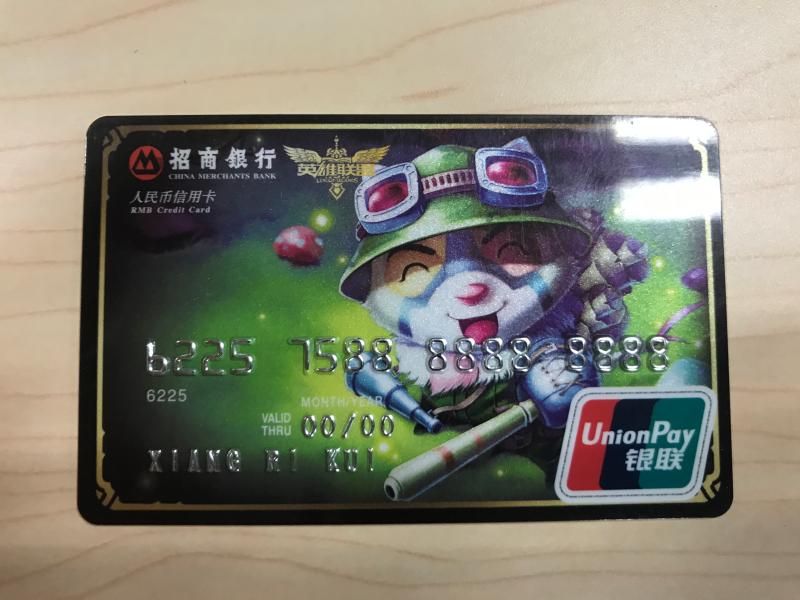 招商银行
CHINA MERCHANTS BANK
英雄联盟
人民币信用卡
RMB Credit Card
6225 7588 8888 8888
6225
MONTH/YEAR
VALID THRU 00/00
XIANG RI KUI
UnionPay
银联